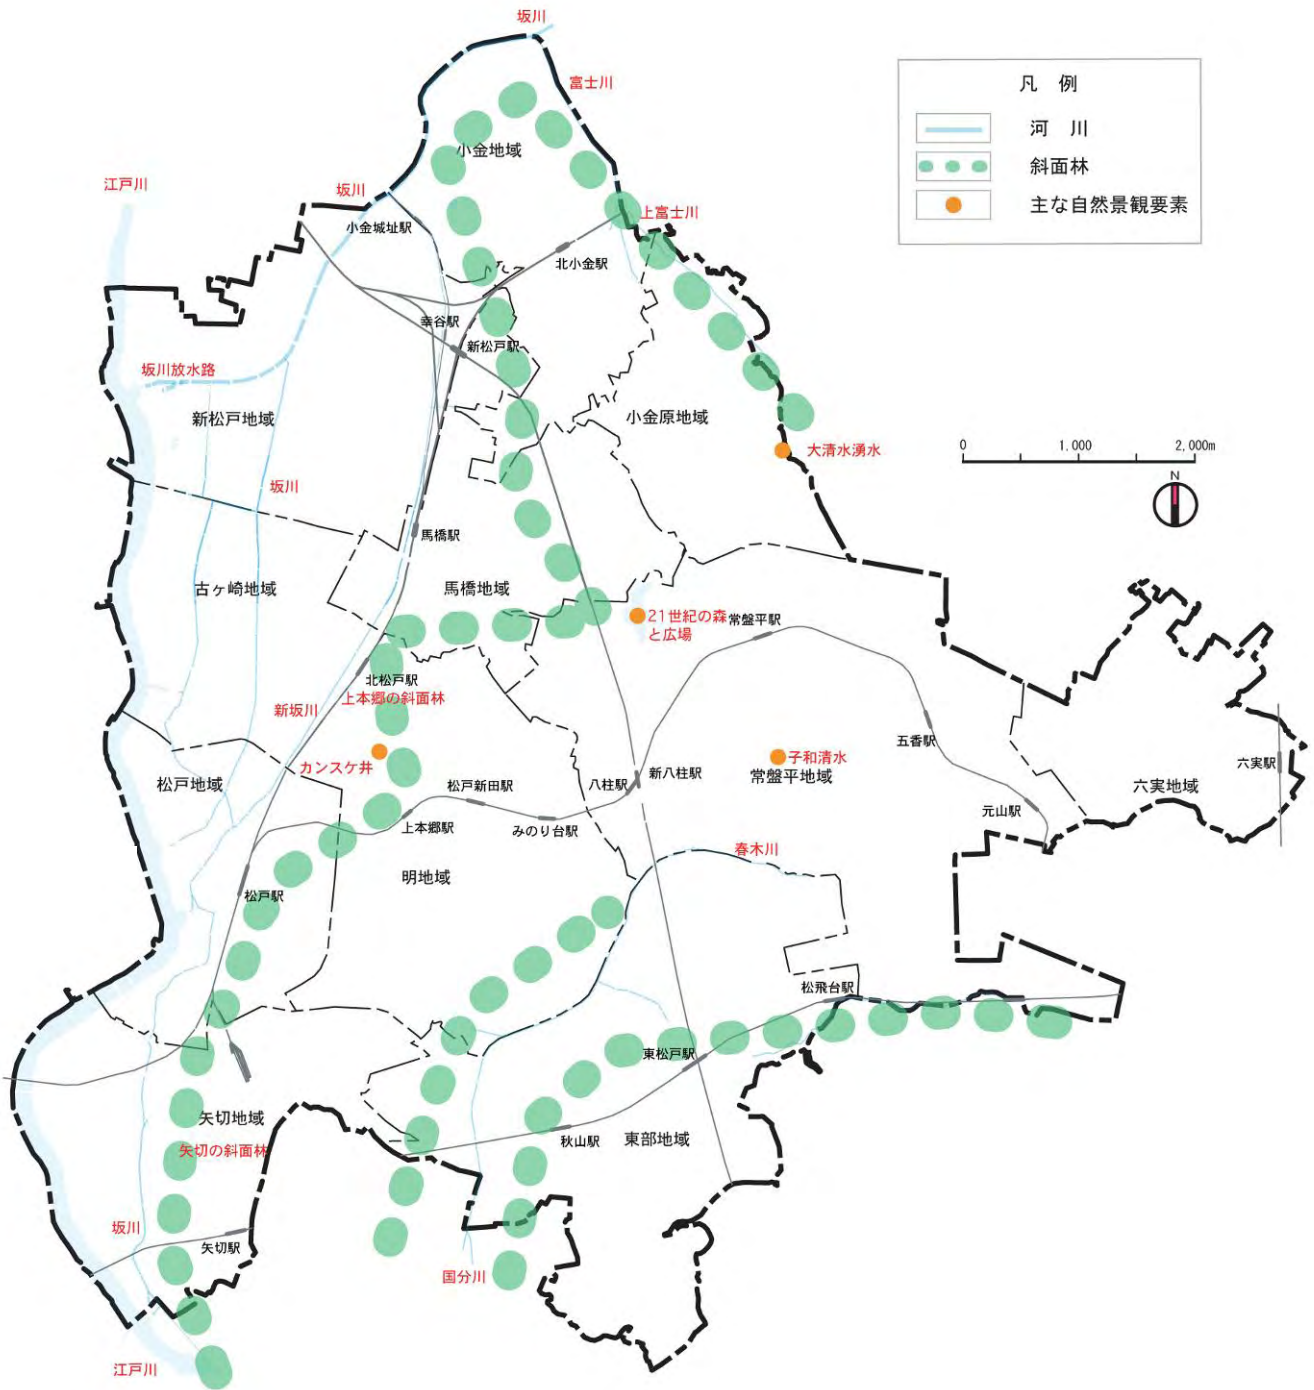 坂川
富士川
凡　例
河　川
斜面林
主な自然景観要素
小金地域
江戸川
坂川
小金城址駅
上富士川
北小金駅
幸谷駅
新松戸駅
坂川放水路
新松戸地域
小金原地域
大清水湧水
0　1,000　2,000m
N
坂川
馬橋駅
古ヶ崎地域
馬橋地域
21世紀の森
と広場
常盤平駅
北松戸駅
上本郷の斜面林
新坂川
カンスケ井
松戸地域
松戸新田駅
八柱駅
新八柱駅
子和清水
常盤平地域
五香駅
六実駅
六実地域
元山駅
上本郷駅
みのり台駅
春木川
明地域
松戸駅
松飛台駅
東松戸駅
矢切地域
矢切の斜面林
秋山駅
東部地域
坂川
矢切駅
国分川
江戸川